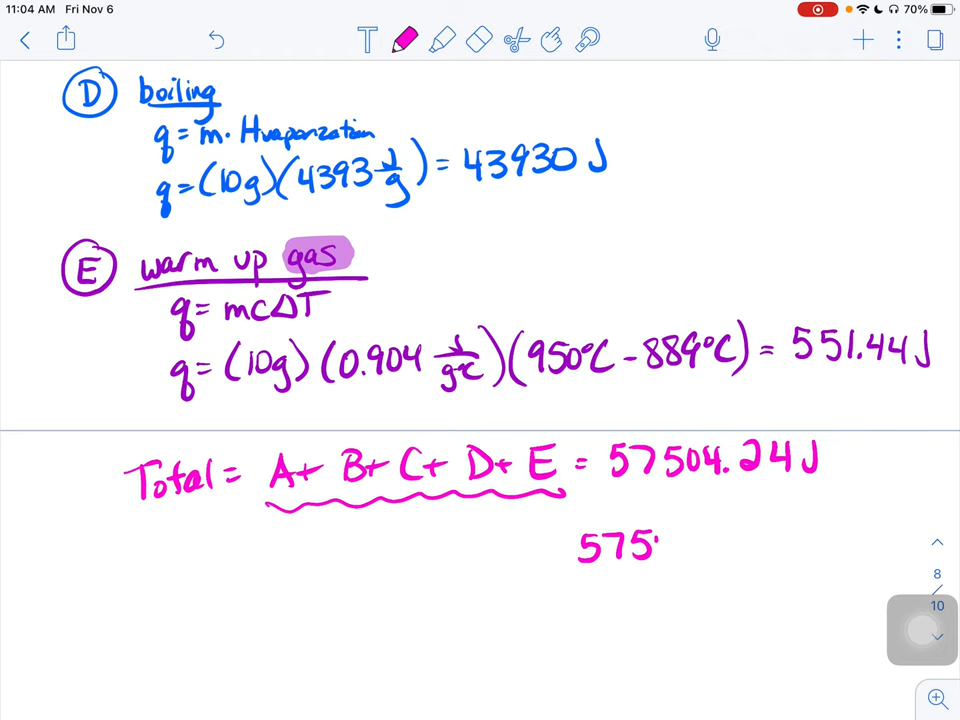 11:04 AM Fri Nov 6
70%
T
D boiling
q = m · Hvaporization
q = (10g)(4393 J/g) = 43930 J
E warm up gas
q = mCΔT
q = (10g)(0.904 J/g°C)(950°C - 889°C) = 551.44 J
Total = A + B + C + D + E = 57504.24 J
575
8
/
10